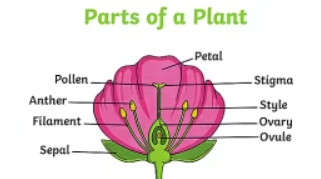 Parts of a Plant
Petal
Pollen
Stigma
Anther
Style
Filament
Ovary
Ovule
Sepal